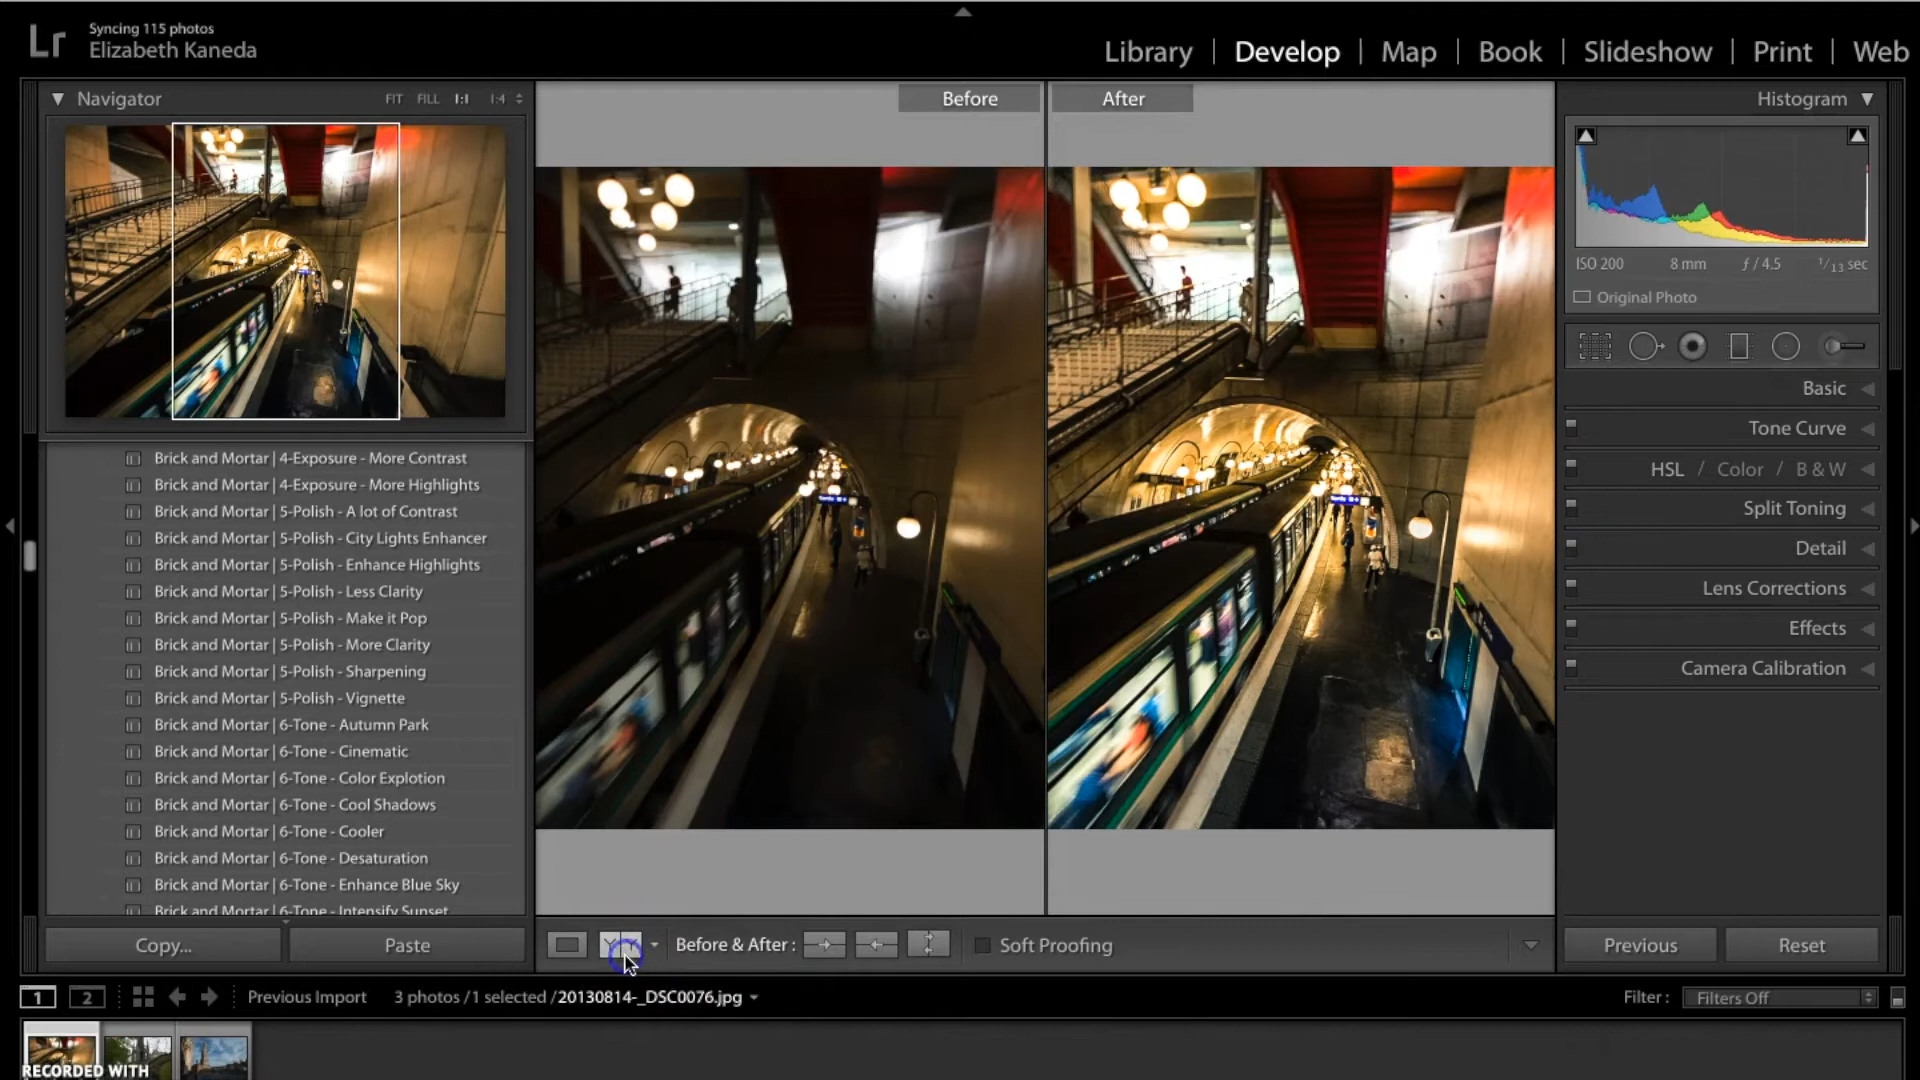 Lr
Syncing 115 photos
Elizabeth Kaneda
Library | Develop | Map | Book | Slideshow | Print | Web
Navigator FIT FILL 1:1 1:4
Before
After
Histogram
ISO 200 8 mm ƒ / 4.5 1/13 sec
Original Photo
Basic
Tone Curve
HSL / Color / B & W
Split Toning
Detail
Lens Corrections
Effects
Camera Calibration
Brick and Mortar | 4-Exposure - More Contrast
Brick and Mortar | 4-Exposure - More Highlights
Brick and Mortar | 5-Polish - A lot of Contrast
Brick and Mortar | 5-Polish - City Lights Enhancer
Brick and Mortar | 5-Polish - Enhance Highlights
Brick and Mortar | 5-Polish - Less Clarity
Brick and Mortar | 5-Polish - Make it Pop
Brick and Mortar | 5-Polish - More Clarity
Brick and Mortar | 5-Polish - Sharpening
Brick and Mortar | 5-Polish - Vignette
Brick and Mortar | 6-Tone - Autumn Park
Brick and Mortar | 6-Tone - Cinematic
Brick and Mortar | 6-Tone - Color Explotion
Brick and Mortar | 6-Tone - Cool Shadows
Brick and Mortar | 6-Tone - Cooler
Brick and Mortar | 6-Tone - Desaturation
Brick and Mortar | 6-Tone - Enhance Blue Sky
Brick and Mortar | 6-Tone - Intensify Sunset
Copy... Paste
Y Y Before & After : Soft Proofing
Previous Reset
1 2 Previous Import 3 photos /1 selected /20130814-_DSC0076.jpg
Filter : Filters Off
RECORDED WITH